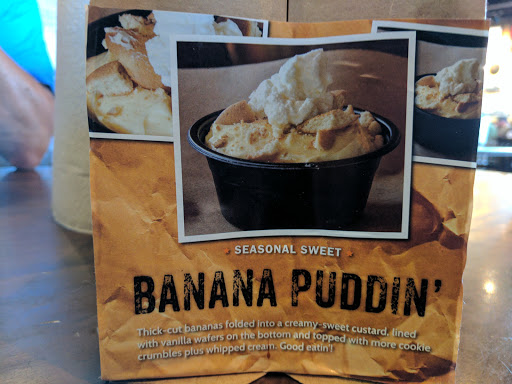 SEASONAL SWEET
BANANA PUDDIN'
Thick-cut bananas folded into a creamy-sweet custard, lined
with vanilla wafers on the bottom and topped with more cookie
crumbles plus whipped cream. Good eatin'!